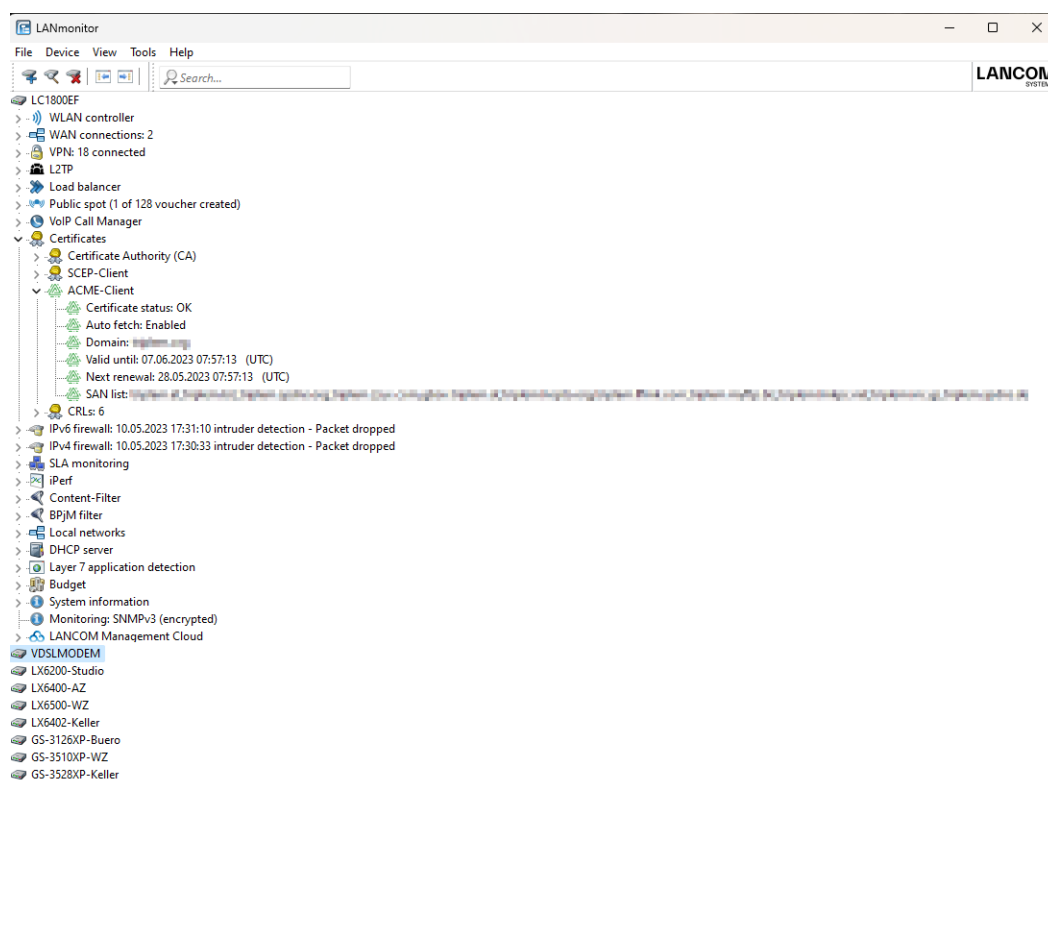 LANmonitor
File Device View Tools Help
Search...
LANCOM
SYSTEM
LC1800EF
WLAN controller
WAN connections: 2
VPN: 18 connected
L2TP
Load balancer
Public spot (1 of 128 voucher created)
VoIP Call Manager
Certificates
Certificate Authority (CA)
SCEP-Client
ACME-Client
Certificate status: OK
Auto fetch: Enabled
Domain:
Valid until: 07.06.2023 07:57:13 (UTC)
Next renewal: 28.05.2023 07:57:13 (UTC)
SAN list:
CRLs: 6
IPv6 firewall: 10.05.2023 17:31:10 intruder detection - Packet dropped
IPv4 firewall: 10.05.2023 17:30:33 intruder detection - Packet dropped
SLA monitoring
iPerf
Content-Filter
BPjM filter
Local networks
DHCP server
Layer 7 application detection
Budget
System information
Monitoring: SNMPv3 (encrypted)
LANCOM Management Cloud
VDSLMODEM
LX6200-Studio
LX6400-AZ
LX6500-WZ
LX6402-Keller
GS-3126XP-Buero
GS-3510XP-WZ
GS-3528XP-Keller